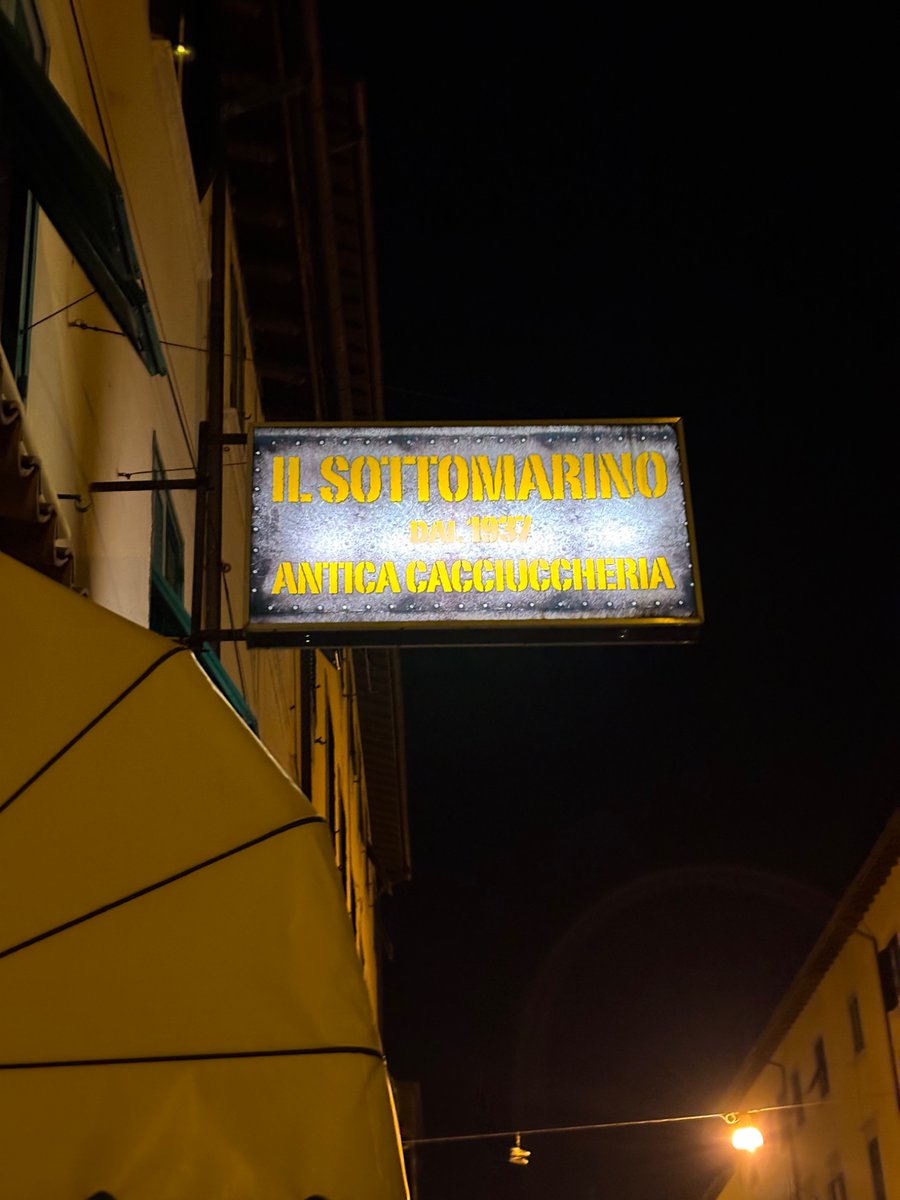 IL SOTTOMARINO
DAL 1937
ANTICA CACCIUCCHERIA